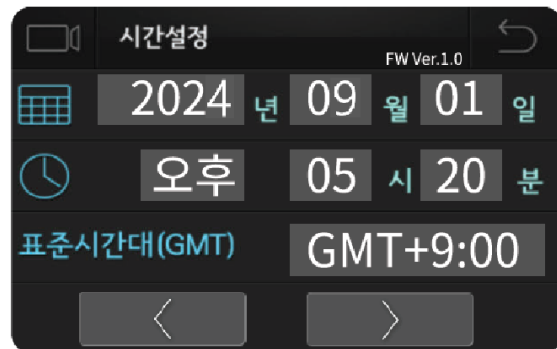 시간설정
FW Ver.1.0
2024 년 09 월 01 일
오후 05 시 20 분
표준시간대(GMT) GMT+9:00